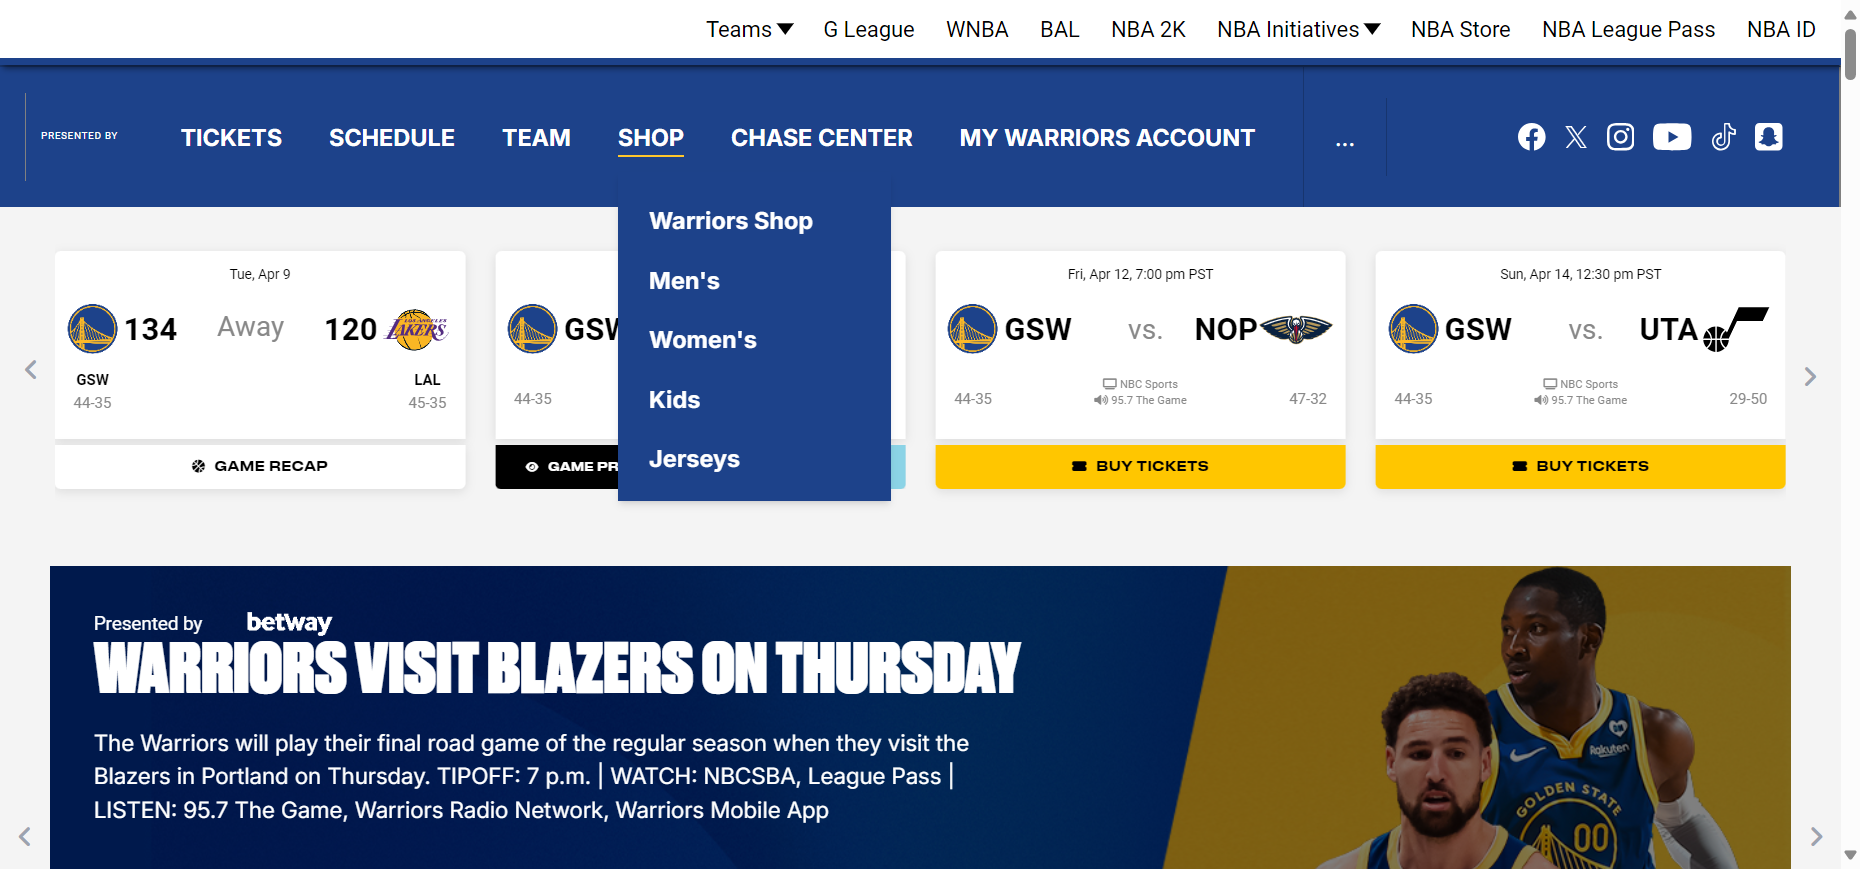 Teams G League WNBA BAL NBA 2K NBA Initiatives NBA Store NBA League Pass NBA ID
PRESENTED BY
TICKETS SCHEDULE TEAM SHOP CHASE CENTER MY WARRIORS ACCOUNT ...
Warriors Shop
Men's
Women's
Kids
Jerseys
Tue, Apr 9
134 Away 120
LOS ANGELES
LAKERS
GSW LAL
44-35 45-35
GAME RECAP
GSW
44-35
GAME PR
Fri, Apr 12, 7:00 pm PST
GSW vs. NOP
NBC Sports
44-35 95.7 The Game 47-32
BUY TICKETS
Sun, Apr 14, 12:30 pm PST
GSW vs. UTA
NBC Sports
44-35 95.7 The Game 29-50
BUY TICKETS
Presented by betway
WARRIORS VISIT BLAZERS ON THURSDAY
The Warriors will play their final road game of the regular season when they visit the
Blazers in Portland on Thursday. TIPOFF: 7 p.m. | WATCH: NBCSBA, League Pass |
LISTEN: 95.7 The Game, Warriors Radio Network, Warriors Mobile App
Rakuten
GOLDEN STATE
00